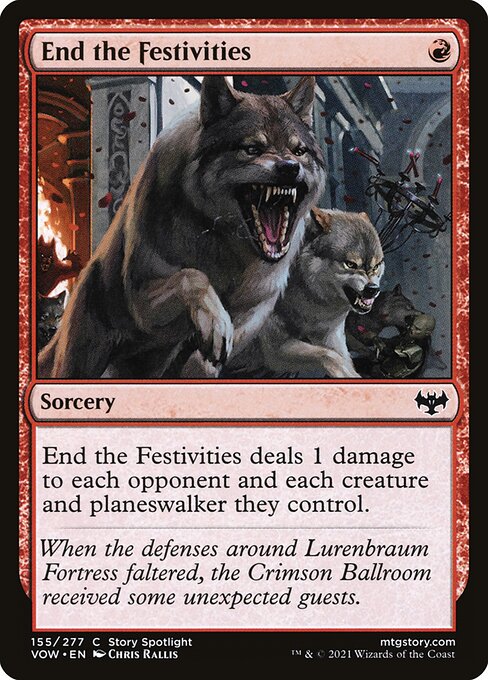 End the Festivities
Sorcery
End the Festivities deals 1 damage
to each opponent and each creature
and planeswalker they control.
When the defenses around Lurenbraum
Fortress faltered, the Crimson Ballroom
received some unexpected guests.
155/277 C Story Spotlight
VOW • EN Chris Rallis
mtgstory.com
™ & © 2021 Wizards of the Coast